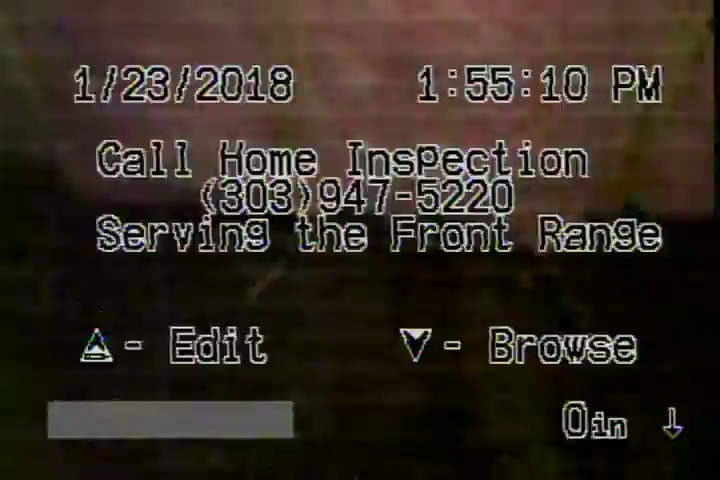 1/23/2018 1:55:10 PM
Call Home Inspection
(303)947-5220
Serving the Front Range
- Edit - Browse
0in ↓